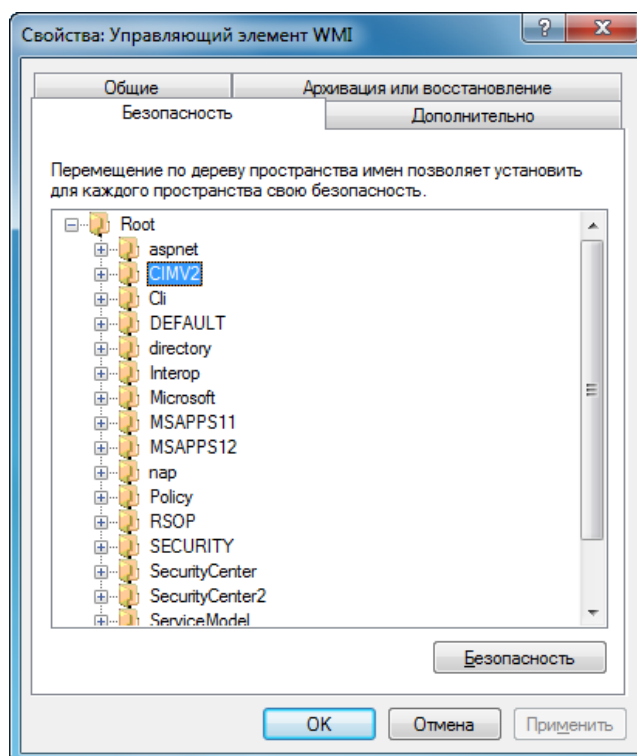 Свойства: Управляющий элемент WMI
Общие
Архивация или восстановление
Безопасность
Дополнительно
Перемещение по дереву пространства имен позволяет установить
для каждого пространства свою безопасность.
Root
aspnet
CIMV2
Cli
DEFAULT
directory
Interop
Microsoft
MSAPPS11
MSAPPS12
nap
Policy
RSOP
SECURITY
SecurityCenter
SecurityCenter2
ServiceModel
Безопасность
OK
Отмена
Применить